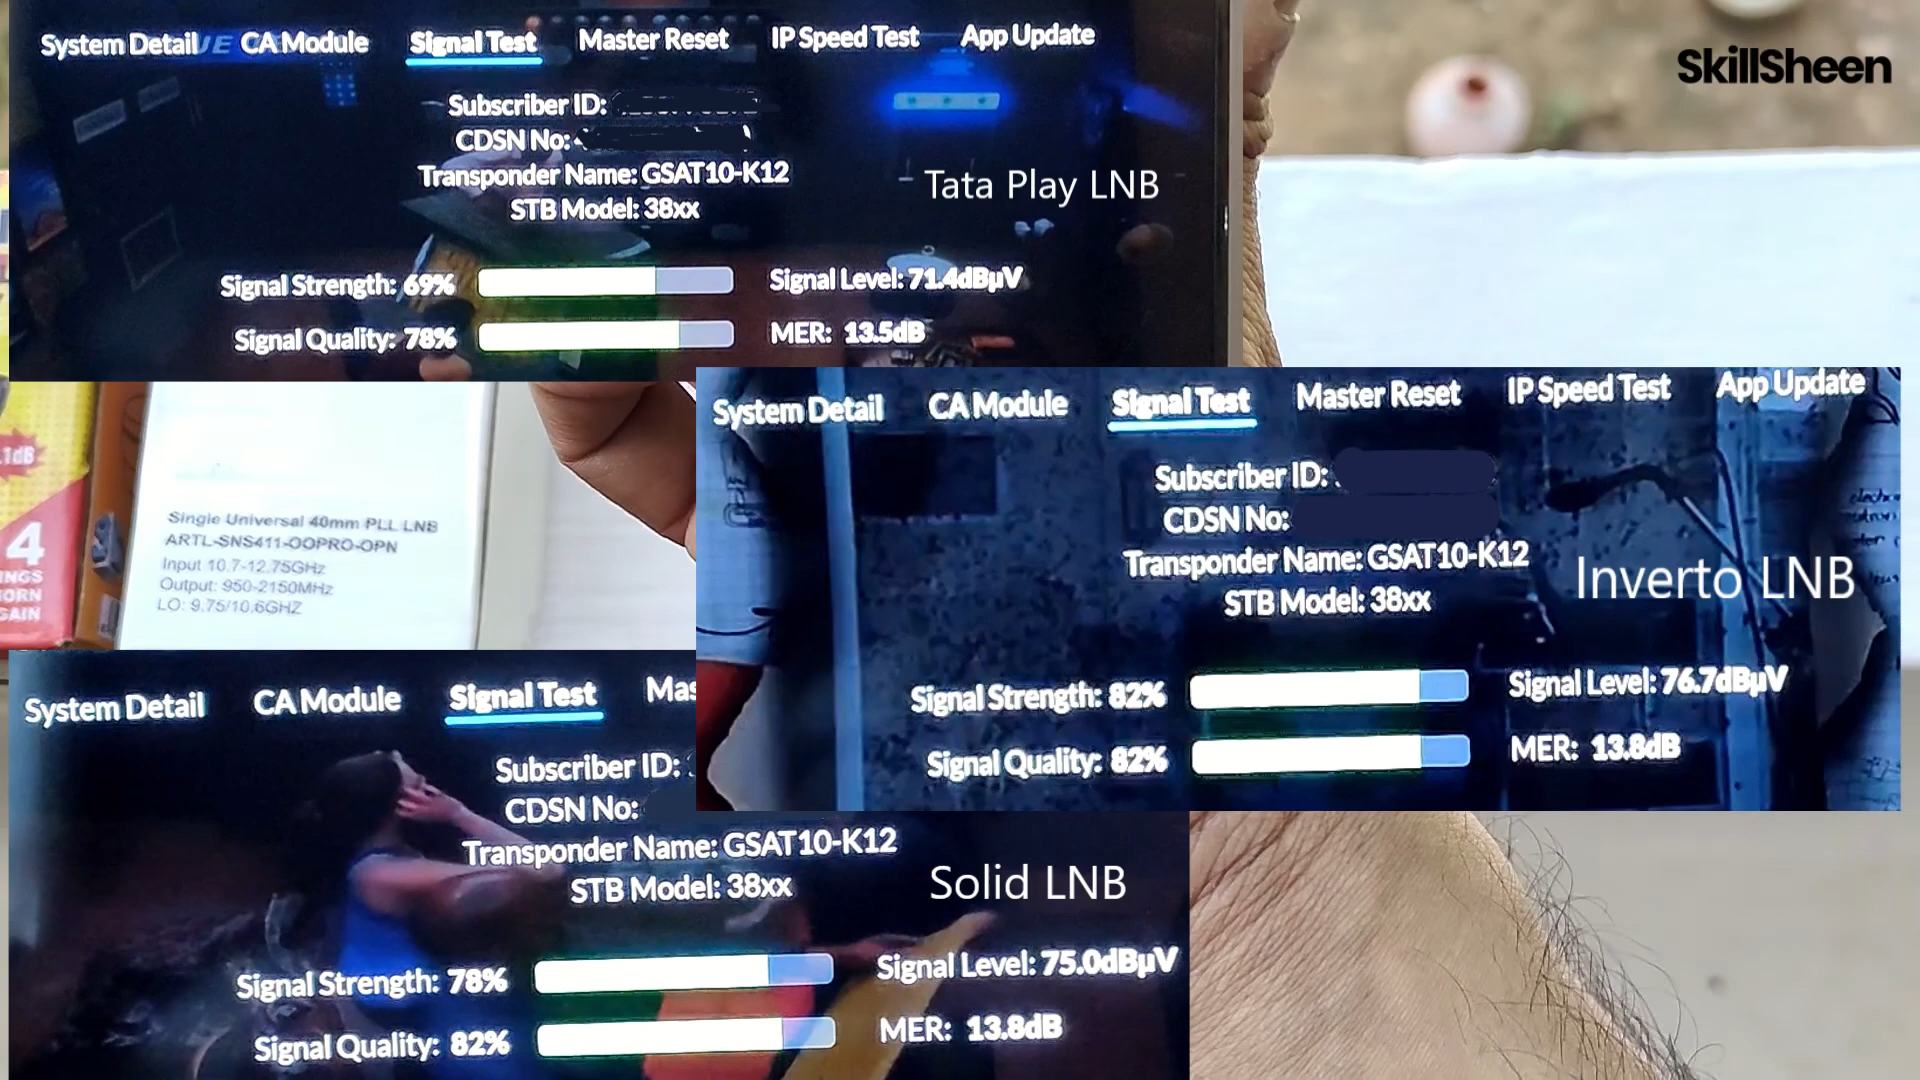 System Detail CA Module Signal Test Master Reset IP Speed Test App Update
SkillSheen
Subscriber ID:
CDSN No:
Transponder Name: GSAT10-K12
STB Model: 38xx
Tata Play LNB
Signal Strength: 69% Signal Level: 71.4dBµV
Signal Quality: 78% MER: 13.5dB
System Detail CA Module Signal Test Master Reset IP Speed Test App Update
Subscriber ID:
CDSN No:
Transponder Name: GSAT10-K12
STB Model: 38xx
Inverto LNB
Signal Strength: 82% Signal Level: 76.7dBµV
Signal Quality: 82% MER: 13.8dB
.1dB
4
INGS
ORN
GAIN
Single Universal 40mm PLL LNB
ARTL-SNS411-OOPRO-OPN
Input 10.7-12.75GHz
Output: 950-2150MHz
LO: 9.75/10.6GHZ
System Detail CA Module Signal Test Mas
Subscriber ID:
CDSN No:
Transponder Name: GSAT10-K12
STB Model: 38xx
Solid LNB
Signal Strength: 78% Signal Level: 75.0dBµV
Signal Quality: 82% MER: 13.8dB